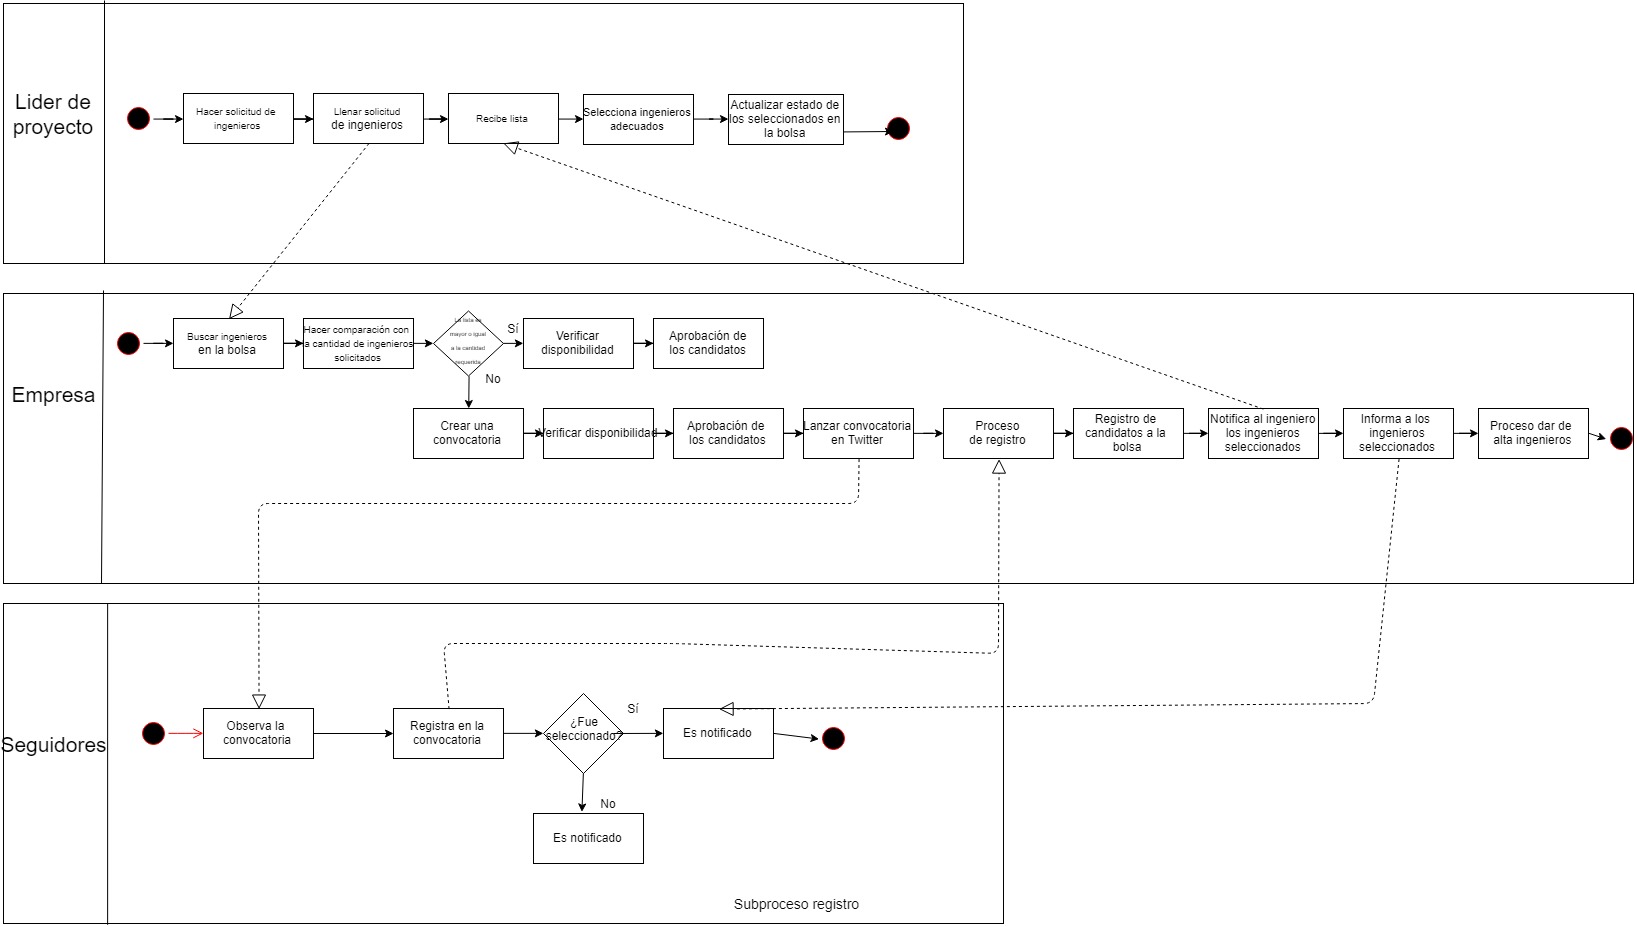 Lider de
proyecto
Hacer solicitud de
ingenieros
Llenar solicitud
de ingenieros
Recibe lista
Selecciona ingenieros
adecuados
Actualizar estado de
los seleccionados en
la bolsa
Empresa
Buscar ingenieros
en la bolsa
Hacer comparación con
la cantidad de ingenieros
solicitados
La lista es
mayor o igual
a la cantidad
requerida
Sí
No
Verificar
disponibilidad
Aprobación de
los candidatos
Crear una
convocatoria
Verificar disponibilidad
Aprobación de
los candidatos
Lanzar convocatoria
en Twitter
Proceso
de registro
Registro de
candidatos a la
bolsa
Notifica al ingeniero
los ingenieros
seleccionados
Informa a los
ingenieros
seleccionados
Proceso dar de
alta ingenieros
Seguidores
Observa la
convocatoria
Registra en la
convocatoria
¿Fue
seleccionado?
Sí
No
Es notificado
Es notificado
Subproceso registro